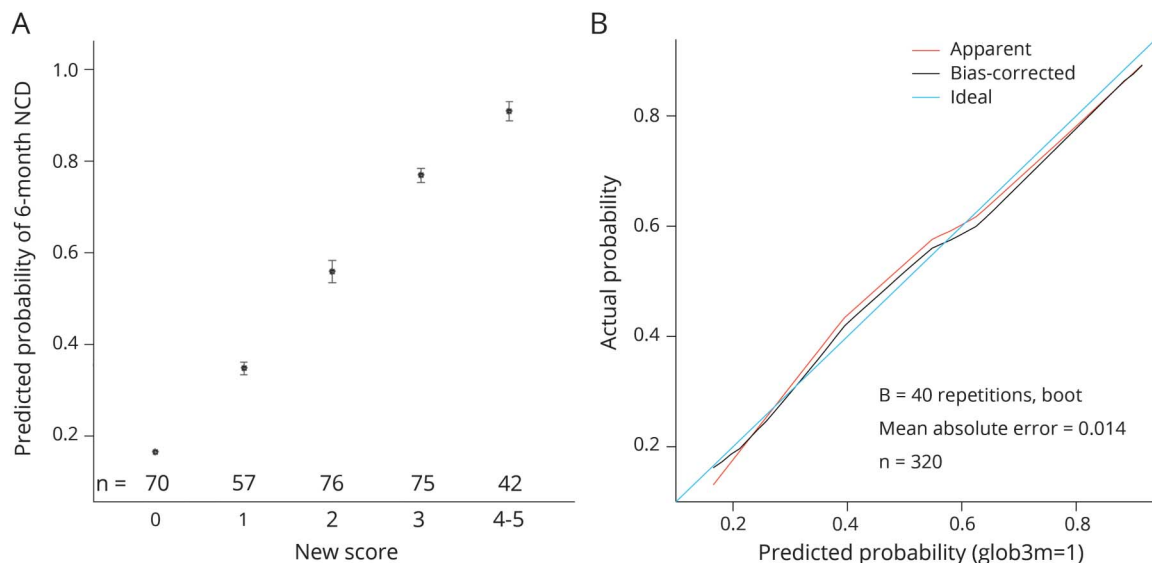 A
Predicted probability of 6-month NCD
1.0
0.8
0.6
0.4
0.2
n = 70 57 76 75 42
0 1 2 3 4-5
New score
B
Apparent
Bias-corrected
Ideal
Actual probability
0.8
0.6
0.4
0.2
B = 40 repetitions, boot
Mean absolute error = 0.014
n = 320
0.2 0.4 0.6 0.8
Predicted probability (glob3m=1)